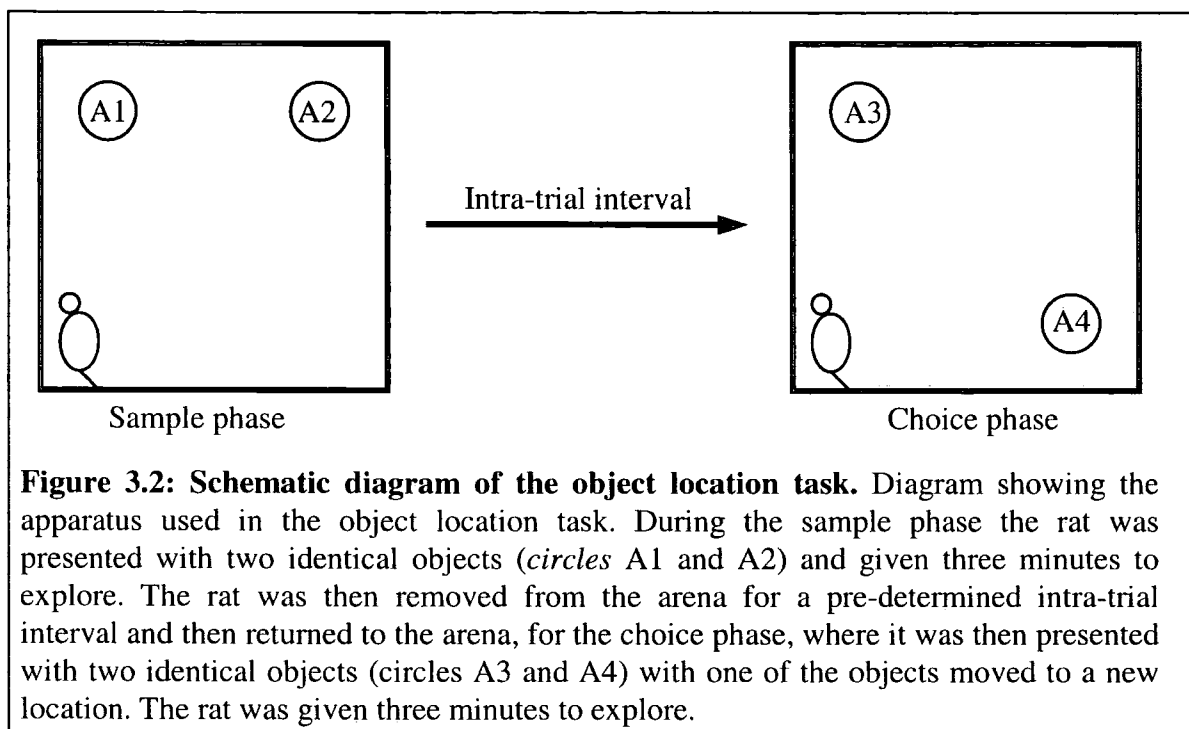 A1 A2 A3
Intra-trial interval
A4
Sample phase Choice phase
Figure 3.2: Schematic diagram of the object location task. Diagram showing the
apparatus used in the object location task. During the sample phase the rat was
presented with two identical objects (circles A1 and A2) and given three minutes to
explore. The rat was then removed from the arena for a pre-determined intra-trial
interval and then returned to the arena, for the choice phase, where it was then presented
with two identical objects (circles A3 and A4) with one of the objects moved to a new
location. The rat was given three minutes to explore.